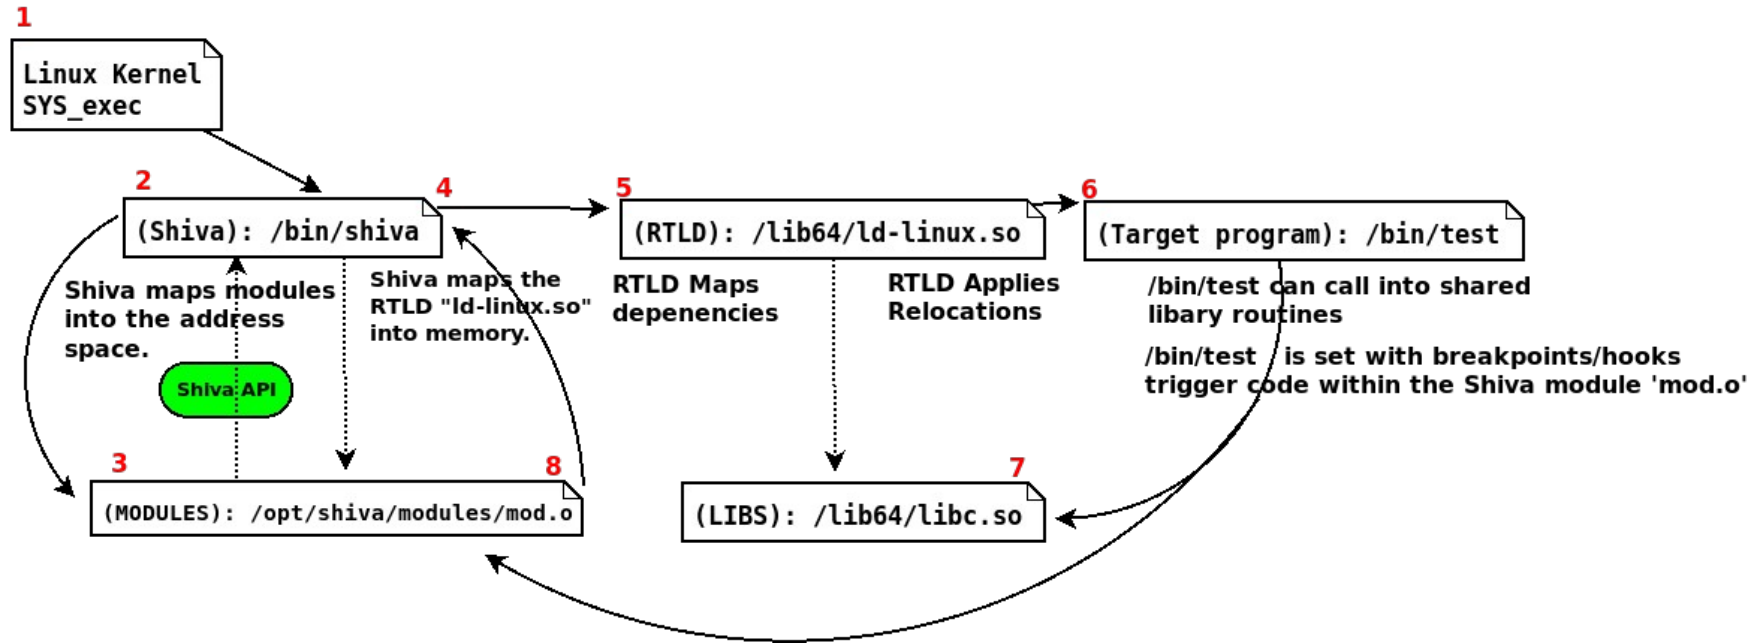 1
Linux Kernel
SYS_exec
2
4
5
6
(Shiva): /bin/shiva
(RTLD): /lib64/ld-linux.so
(Target program): /bin/test
Shiva maps modules
into the address
space.
Shiva maps the
RTLD "ld-linux.so"
into memory.
RTLD Maps
depenencies
RTLD Applies
Relocations
/bin/test can call into shared
libary routines
/bin/test is set with breakpoints/hooks
trigger code within the Shiva module 'mod.o'
Shiva API
3
8
7
(MODULES): /opt/shiva/modules/mod.o
(LIBS): /lib64/libc.so